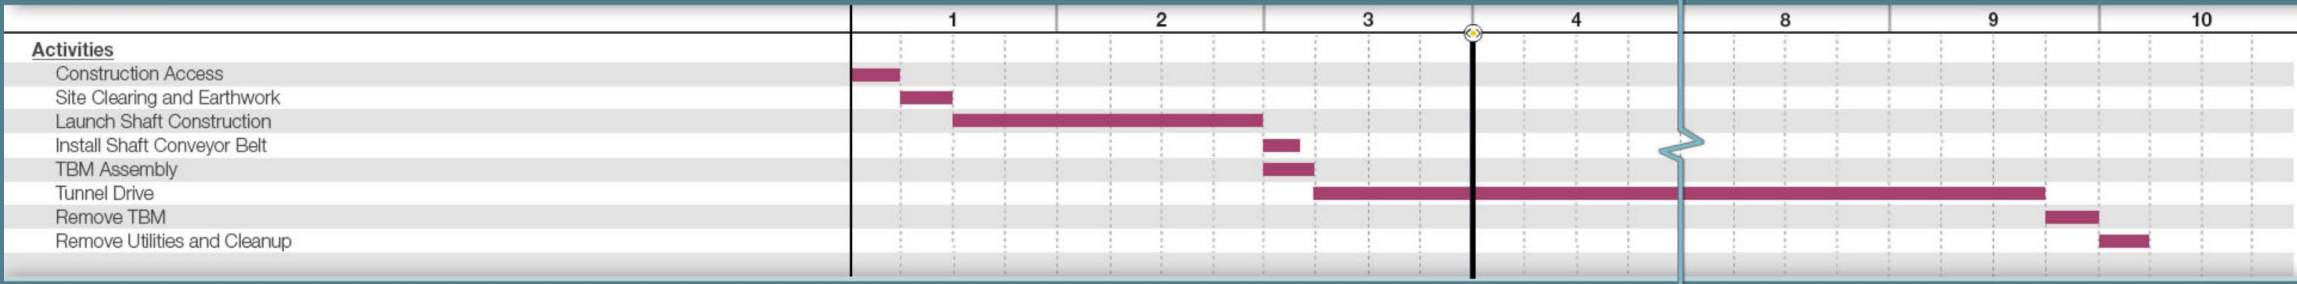 1 2 3 4 8 9 10
Activities
Construction Access
Site Clearing and Earthwork
Launch Shaft Construction
Install Shaft Conveyor Belt
TBM Assembly
Tunnel Drive
Remove TBM
Remove Utilities and Cleanup